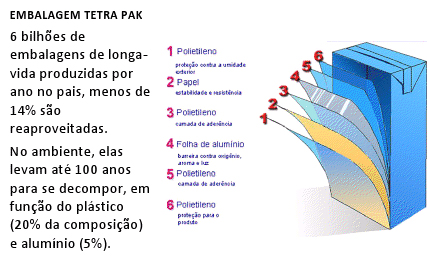 EMBALAGEM TETRA PAK
6 bilhões de
embalagens de longa-
vida produzidas por
ano no pais, menos de
14% são
reaproveitadas.
No ambiente, elas
levam até 100 anos
para se decompor, em
função do plástico
(20% da composição)
e alumínio (5%).
1 Polietileno
proteção contra a umidade
exterior
2 Papel
estabilidade e resistência
3 Polietileno
camada de aderência
4 Folha de alumínio
barreira contra oxigênio,
aroma e luz
5 Polietileno
camada de aderência
6 Polietileno
proteção para o
produto
6
5
4
3
2
1